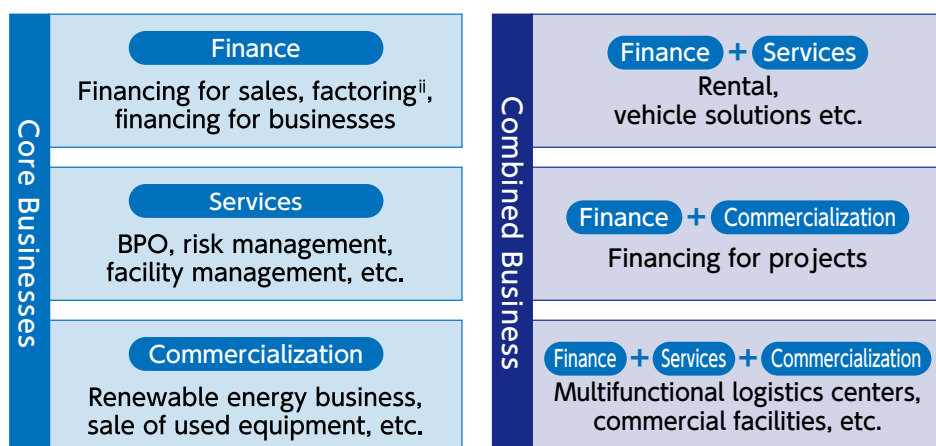 Core Businesses
Finance
Financing for sales, factoringⁱⁱ,
financing for businesses
Services
BPO, risk management,
facility management, etc.
Commercialization
Renewable energy business,
sale of used equipment, etc.
Combined Business
Finance + Services
Rental,
vehicle solutions etc.
Finance + Commercialization
Financing for projects
Finance + Services + Commercialization
Multifunctional logistics centers,
commercial facilities, etc.